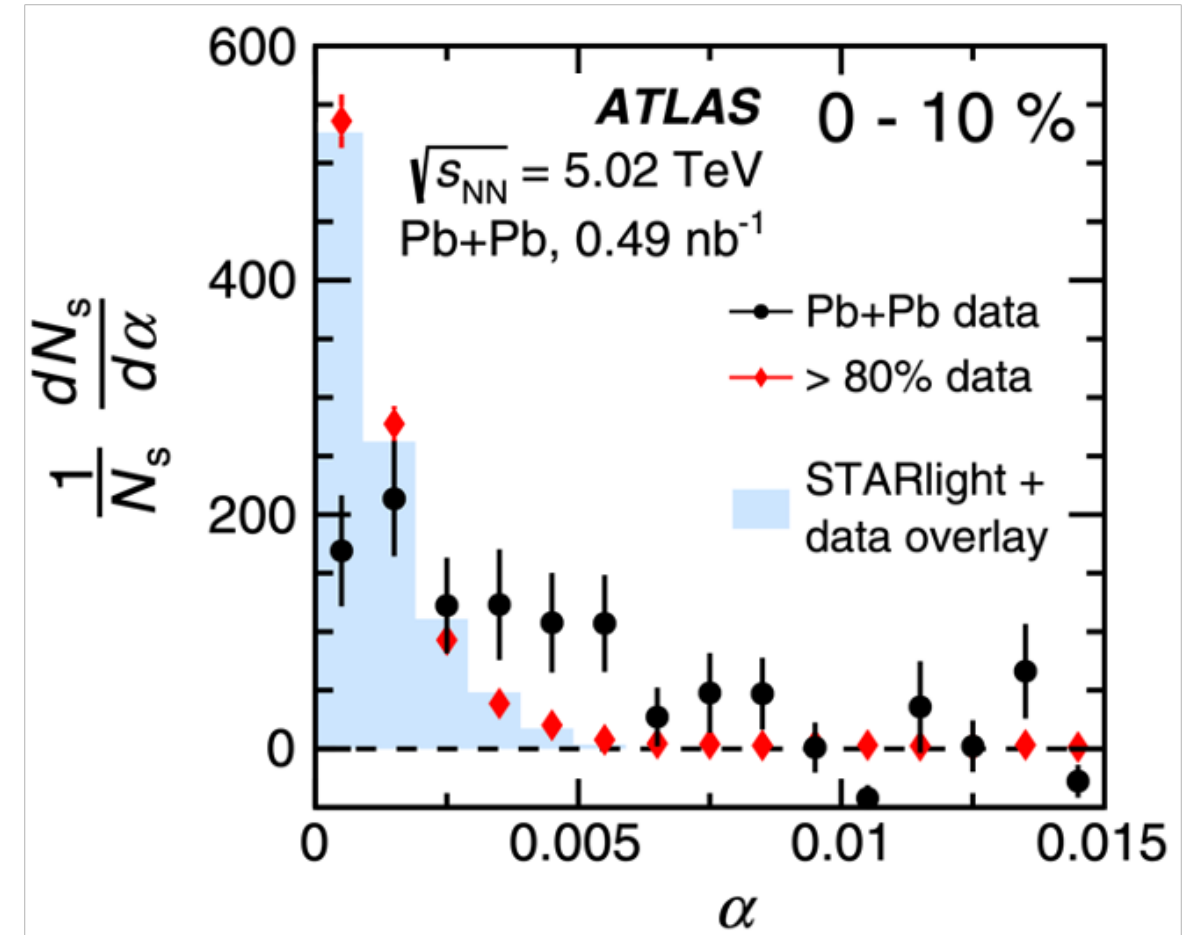 600
400
200
0
0 0.005 0.01 0.015
α
1/Nₛ dNₛ/dα
ATLAS 0 - 10 %
√sNN = 5.02 TeV
Pb+Pb, 0.49 nb⁻¹
Pb+Pb data
> 80% data
STARlight +
data overlay